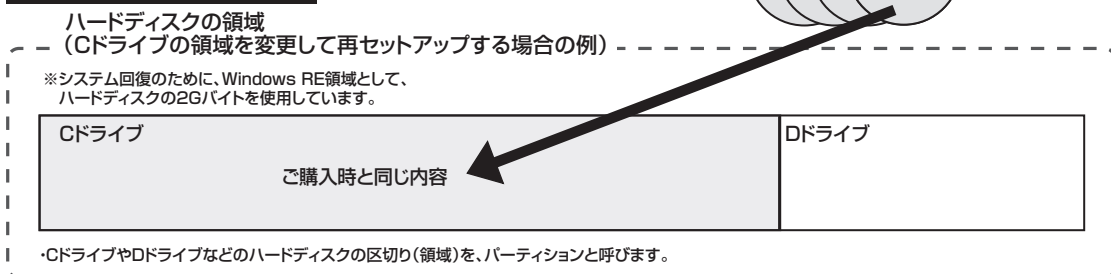 ハードディスクの領域
（Cドライブの領域を変更して再セットアップする場合の例）
※システム回復のために、Windows RE領域として、
ハードディスクの2Gバイトを使用しています。
Cドライブ
Dドライブ
ご購入時と同じ内容
・CドライブやDドライブなどのハードディスクの区切り（領域）を、パーティションと呼びます。